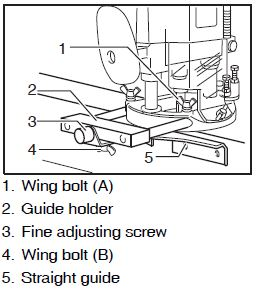 1
2
3
4
5
1. Wing bolt (A)
2. Guide holder
3. Fine adjusting screw
4. Wing bolt (B)
5. Straight guide